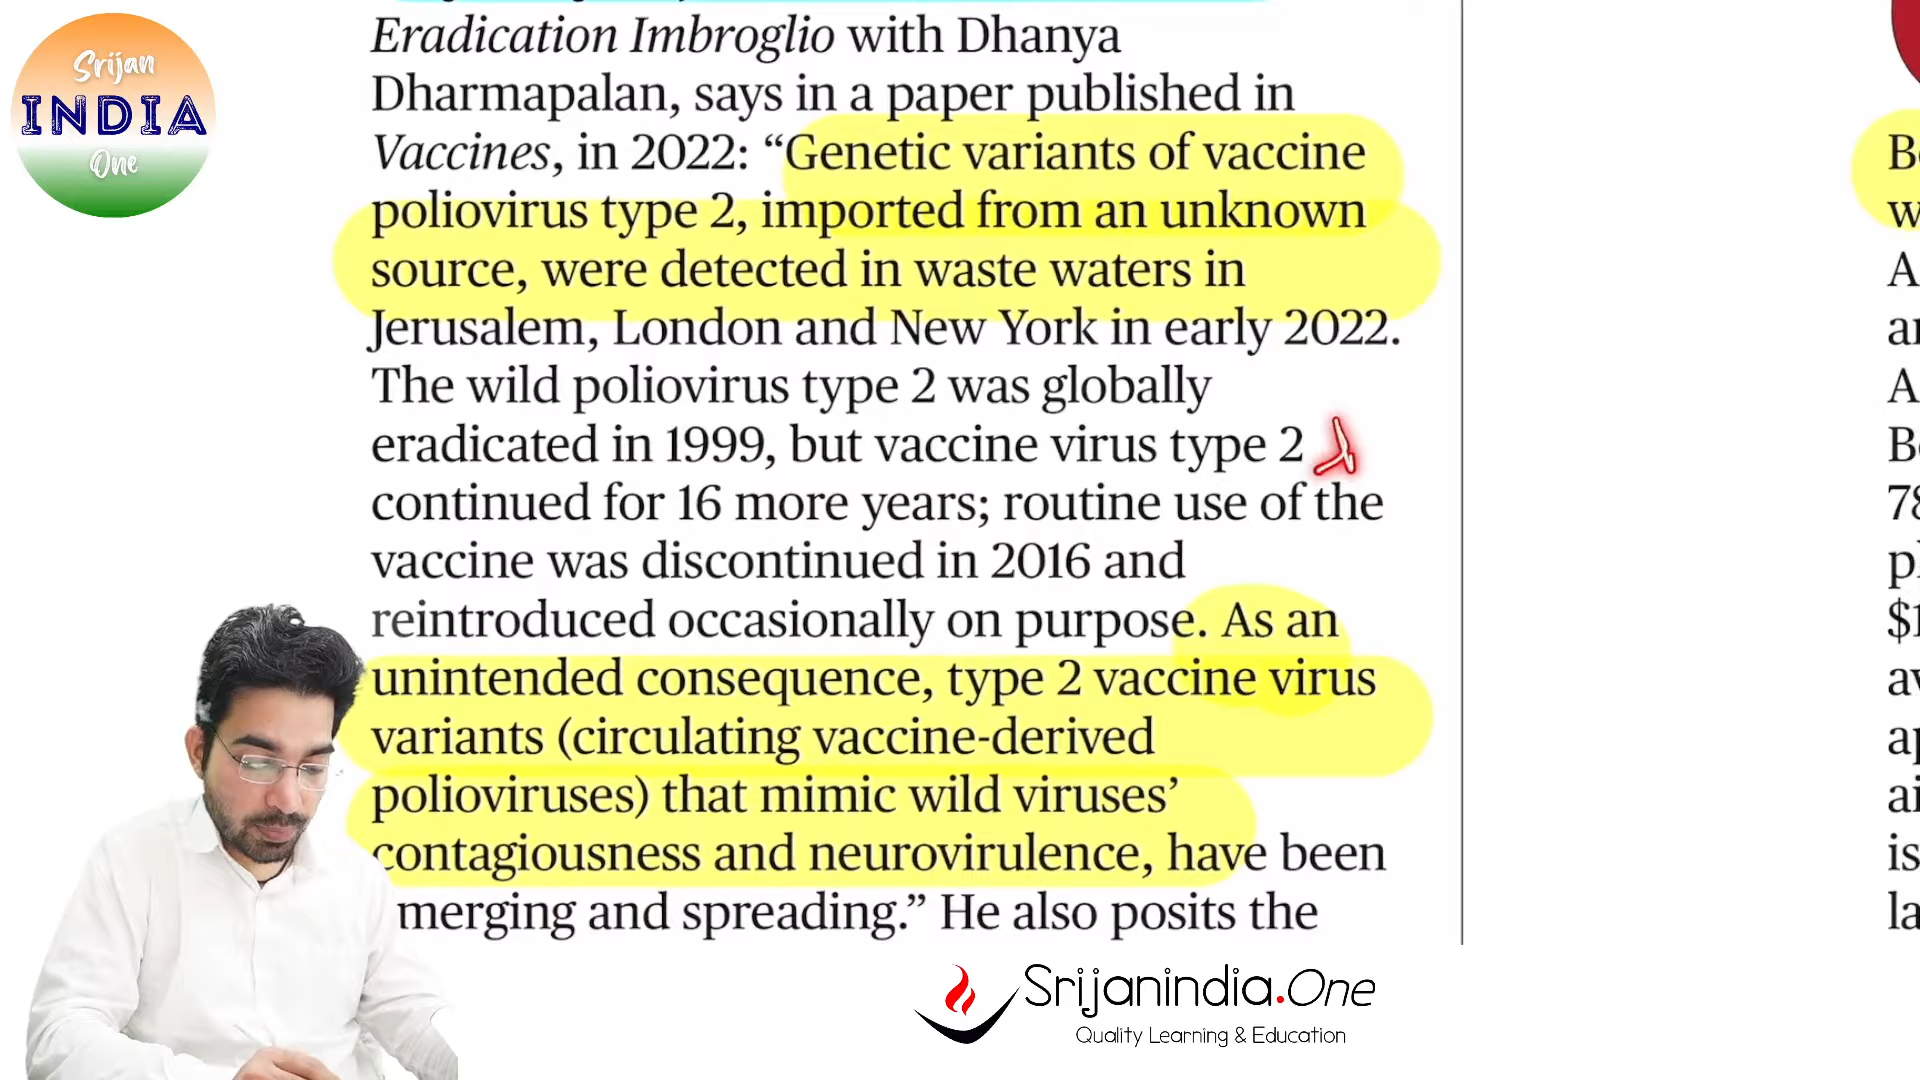 Srijan
INDIA
One
Eradication Imbroglio with Dhanya
Dharmapalan, says in a paper published in
Vaccines, in 2022: “Genetic variants of vaccine
poliovirus type 2, imported from an unknown
source, were detected in waste waters in
Jerusalem, London and New York in early 2022.
The wild poliovirus type 2 was globally
eradicated in 1999, but vaccine virus type 2
continued for 16 more years; routine use of the
vaccine was discontinued in 2016 and
reintroduced occasionally on purpose. As an
unintended consequence, type 2 vaccine virus
variants (circulating vaccine-derived
polioviruses) that mimic wild viruses’
contagiousness and neurovirulence, have been
merging and spreading.” He also posits the
Srijanindia.One
Quality Learning & Education